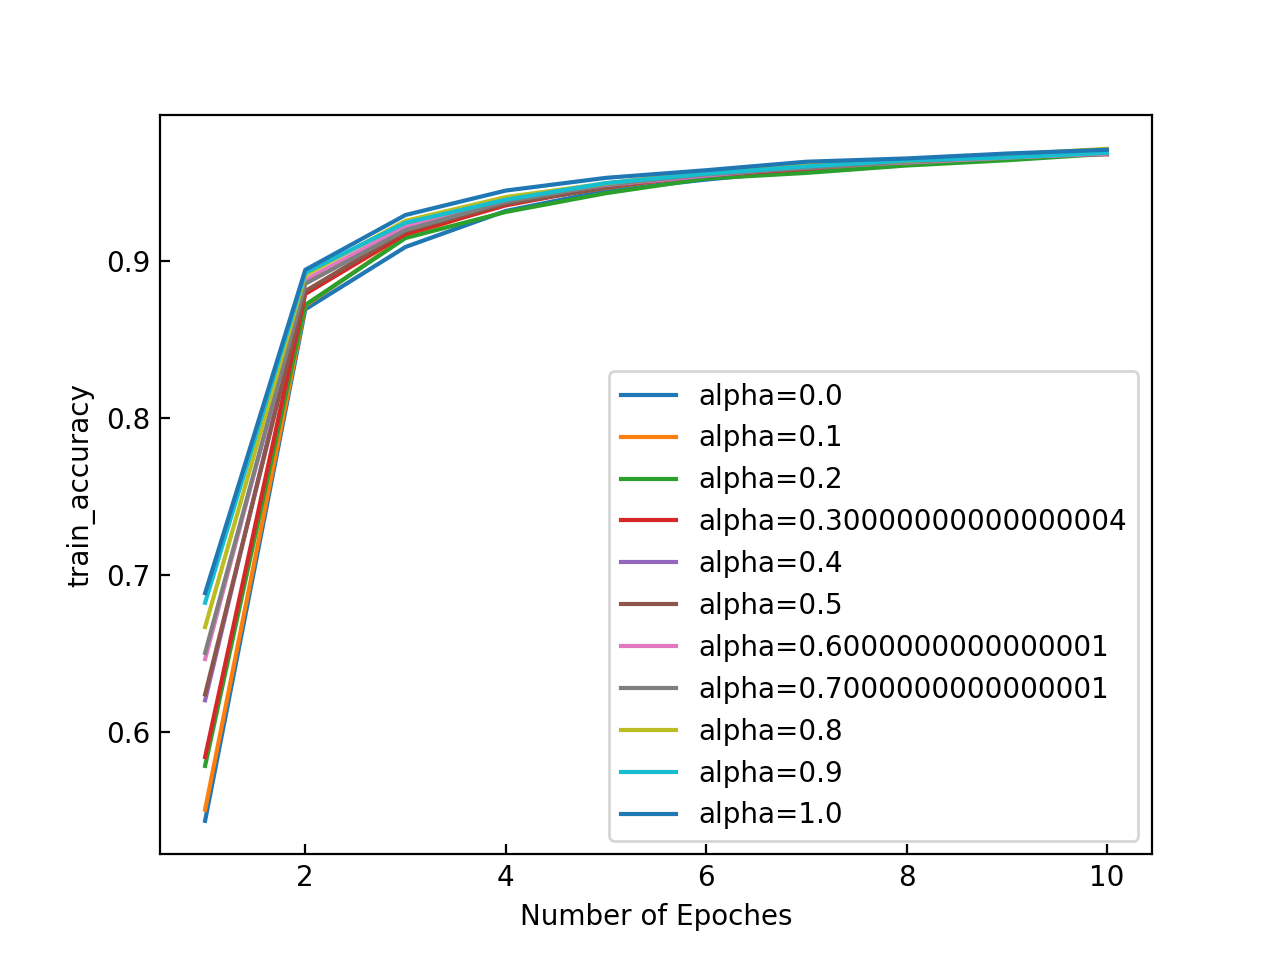 train_accuracy
0.9
0.8
0.7
0.6
alpha=0.0
alpha=0.1
alpha=0.2
alpha=0.30000000000000004
alpha=0.4
alpha=0.5
alpha=0.6000000000000001
alpha=0.7000000000000001
alpha=0.8
alpha=0.9
alpha=1.0
2 4 6 8 10
Number of Epoches